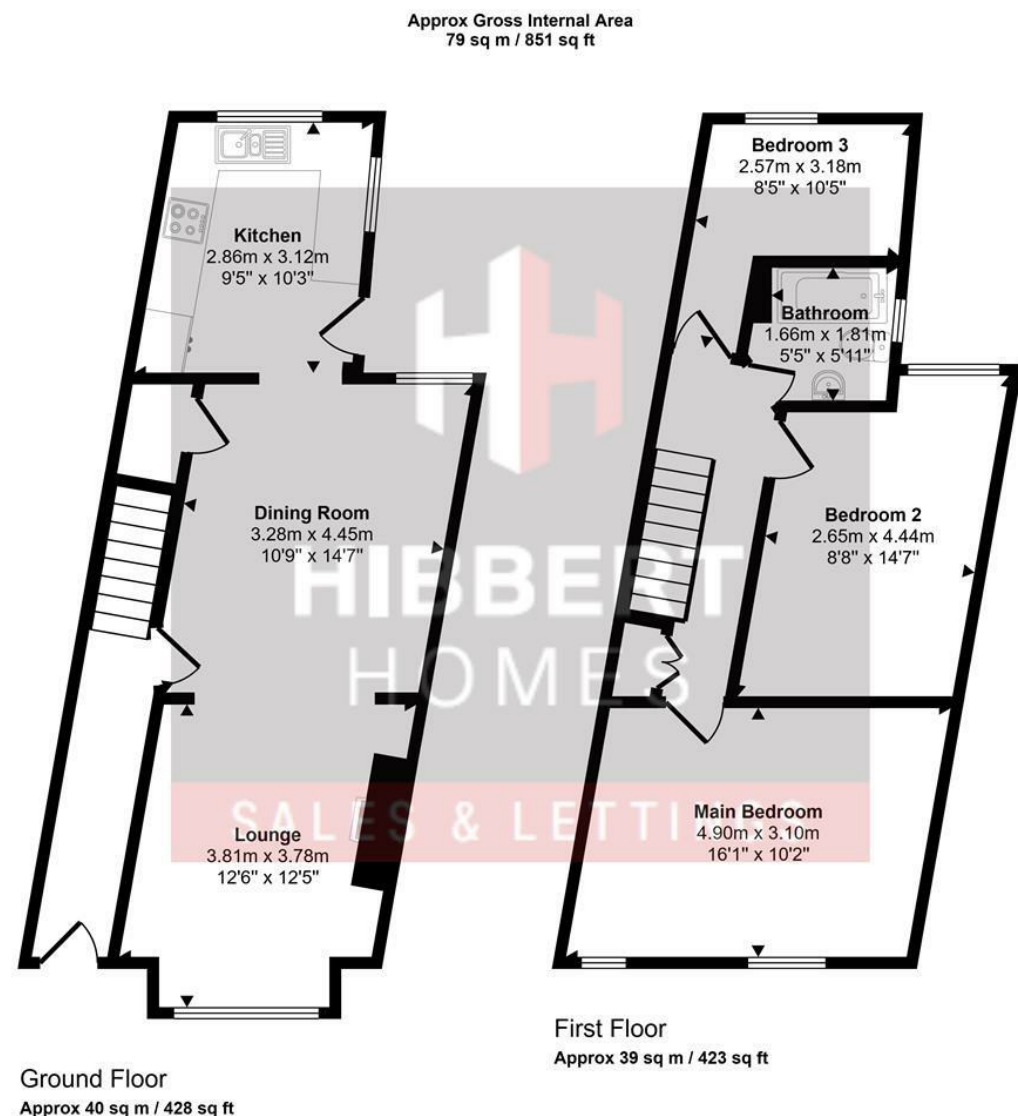 Approx Gross Internal Area
79 sq m / 851 sq ft
Kitchen
2.86m x 3.12m
9'5" x 10'3"
Dining Room
3.28m x 4.45m
10'9" x 14'7"
Lounge
3.81m x 3.78m
12'6" x 12'5"
Ground Floor
Approx 40 sq m / 428 sq ft
Bedroom 3
2.57m x 3.18m
8'5" x 10'5"
Bathroom
1.66m x 1.81m
5'5" x 5'11"
Bedroom 2
2.65m x 4.44m
8'8" x 14'7"
Main Bedroom
4.90m x 3.10m
16'1" x 10'2"
First Floor
Approx 39 sq m / 423 sq ft
HIBBERT
HOMES
SALES & LETTINGS